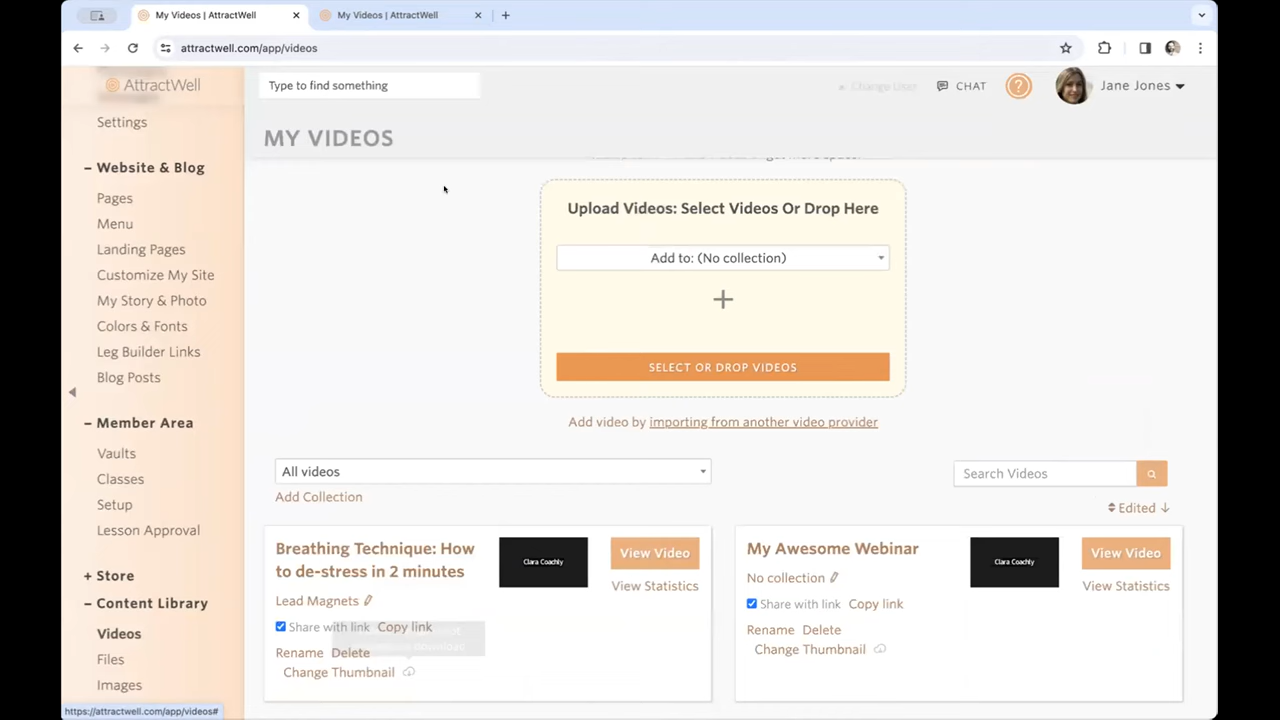 My Videos | AttractWell
My Videos | AttractWell
attractwell.com/app/videos
AttractWell
Type to find something
Change User
CHAT
?
Jane Jones
MY VIDEOS
Settings
Website & Blog
Pages
Menu
Landing Pages
Customize My Site
My Story & Photo
Colors & Fonts
Leg Builder Links
Blog Posts
Member Area
Vaults
Classes
Setup
Lesson Approval
+ Store
Content Library
Videos
Files
Images
https://attractwell.com/app/videos#
Upload Videos: Select Videos Or Drop Here
Add to: (No collection)
SELECT OR DROP VIDEOS
Add video by importing from another video provider
All videos
Add Collection
Search Videos
Edited
Breathing Technique: How
to de-stress in 2 minutes
Lead Magnets
Share with link Copy link
Rename Delete
Change Thumbnail
Clara Coachly
View Video
View Statistics
My Awesome Webinar
No collection
Share with link Copy link
Rename Delete
Change Thumbnail
Clara Coachly
View Video
View Statistics